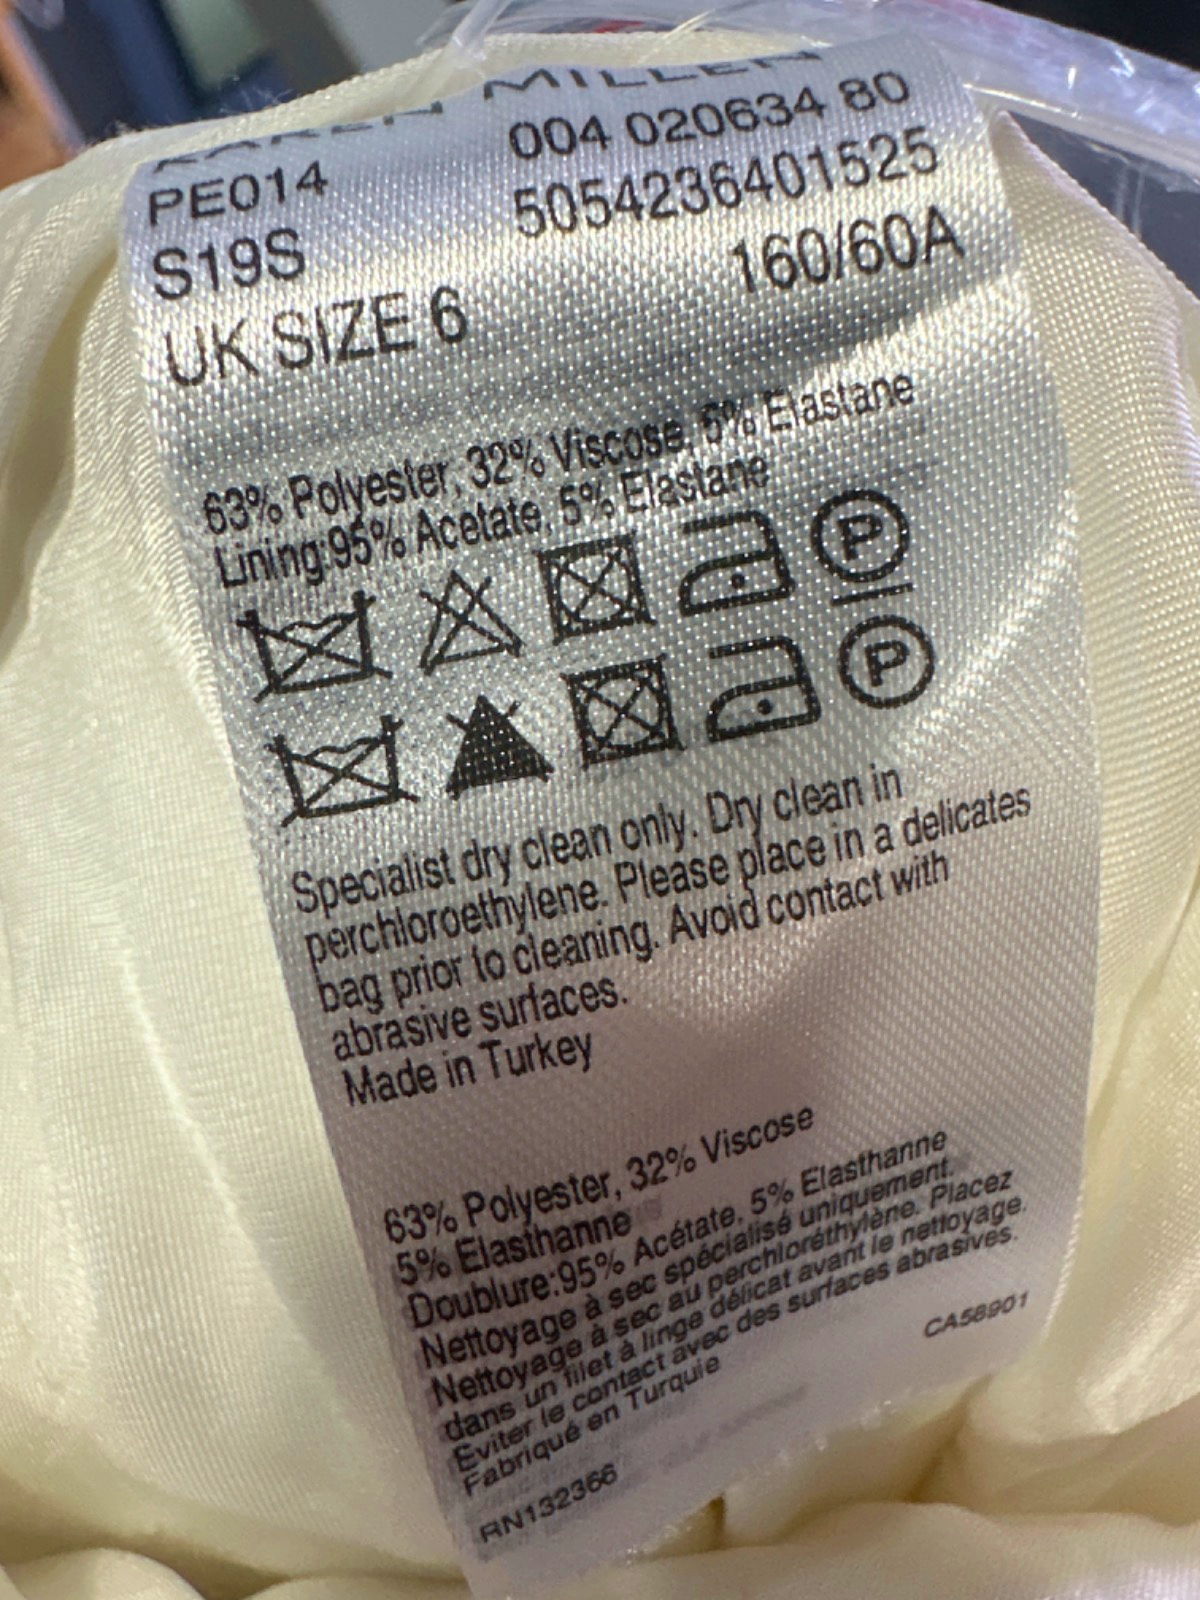 KAREN MILLEN
PE014 004 020634 80
S19S 5054236401525
UK SIZE 6 160/60A
63% Polyester, 32% Viscose, 5% Elastane
Lining:95% Acetate, 5% Elastane
P
P
Specialist dry clean only. Dry clean in
perchloroethylene. Please place in a delicates
bag prior to cleaning. Avoid contact with
abrasive surfaces.
Made in Turkey
63% Polyester, 32% Viscose
5% Elasthanne
Doublure:95% Acétate, 5% Elasthanne
Nettoyage à sec spécialisé uniquement.
Nettoyage à sec au perchloréthylène. Placez
dans un filet à linge délicat avant le nettoyage.
Eviter le contact avec des surfaces abrasives.
Fabriqué en Turquie
CA58901
RN132366